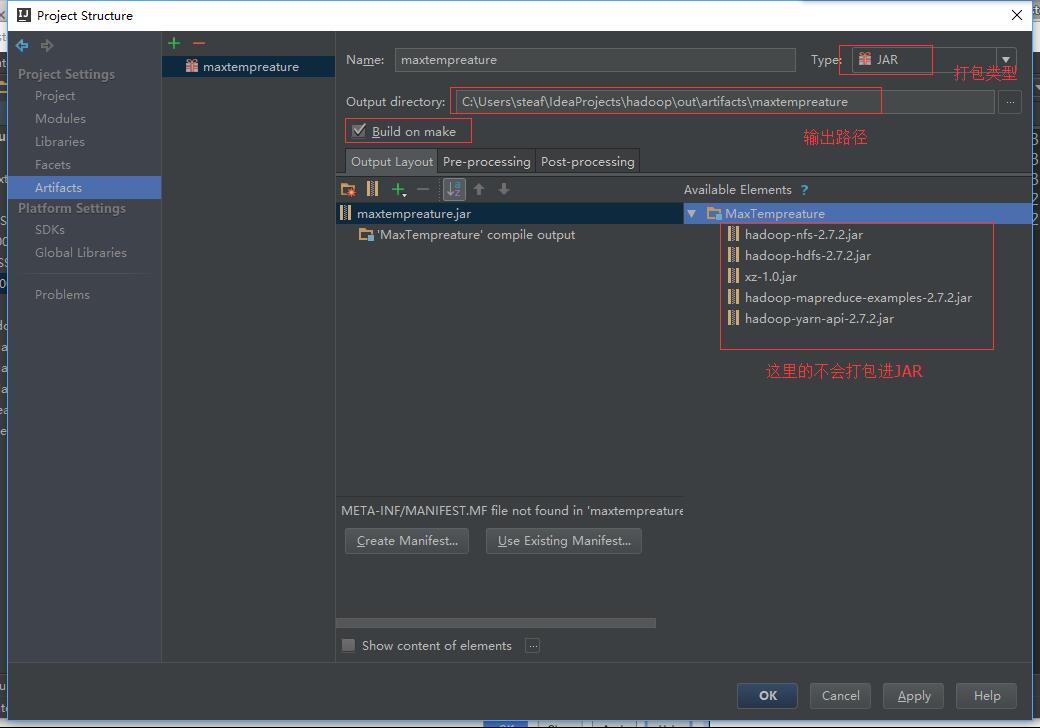 Project Structure
Project Settings
Project
Modules
Libraries
Facets
Artifacts
Platform Settings
SDKs
Global Libraries
Problems
maxtempreature
Name: maxtempreature
Type: JAR
打包类型
Output directory: C:\Users\steaf\IdeaProjects\hadoop\out\artifacts\maxtempreature ...
Build on make
输出路径
Output Layout Pre-processing Post-processing
Available Elements ?
maxtempreature.jar
'MaxTempreature' compile output
MaxTempreature
hadoop-nfs-2.7.2.jar
hadoop-hdfs-2.7.2.jar
xz-1.0.jar
hadoop-mapreduce-examples-2.7.2.jar
hadoop-yarn-api-2.7.2.jar
这里的不会打包进JAR
META-INF/MANIFEST.MF file not found in 'maxtempreature
Create Manifest...
Use Existing Manifest...
Show content of elements ...
OK
Cancel
Apply
Help